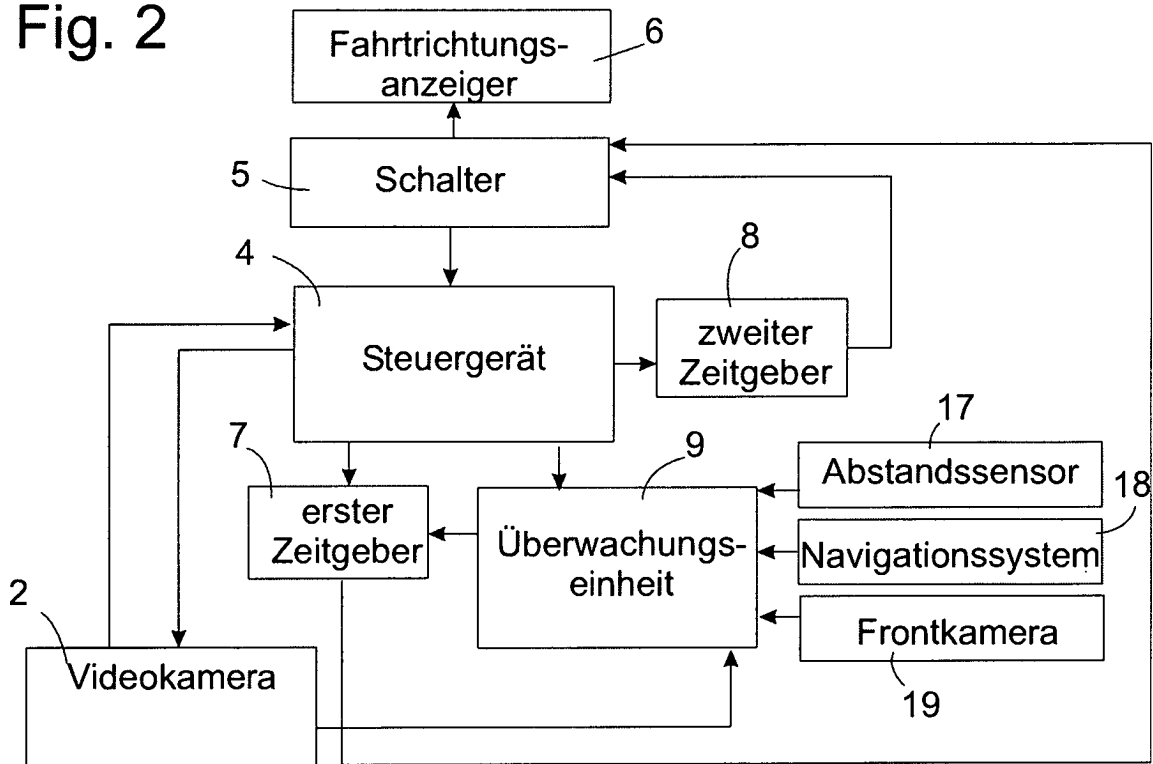 Fig. 2
6
Fahrtrichtungs-
anzeiger
5
Schalter
4
8
Steuergerät
zweiter
Zeitgeber
7
9
17
Abstandssensor
18
erster
Zeitgeber
Überwachungs-
einheit
Navigationssystem
2
Videokamera
Frontkamera
19